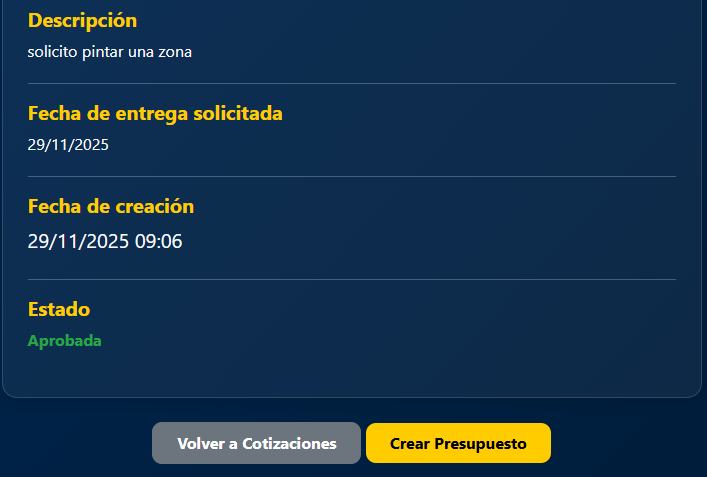 Descripción
solicito pintar una zona
Fecha de entrega solicitada
29/11/2025
Fecha de creación
29/11/2025 09:06
Estado
Aprobada
Volver a Cotizaciones
Crear Presupuesto